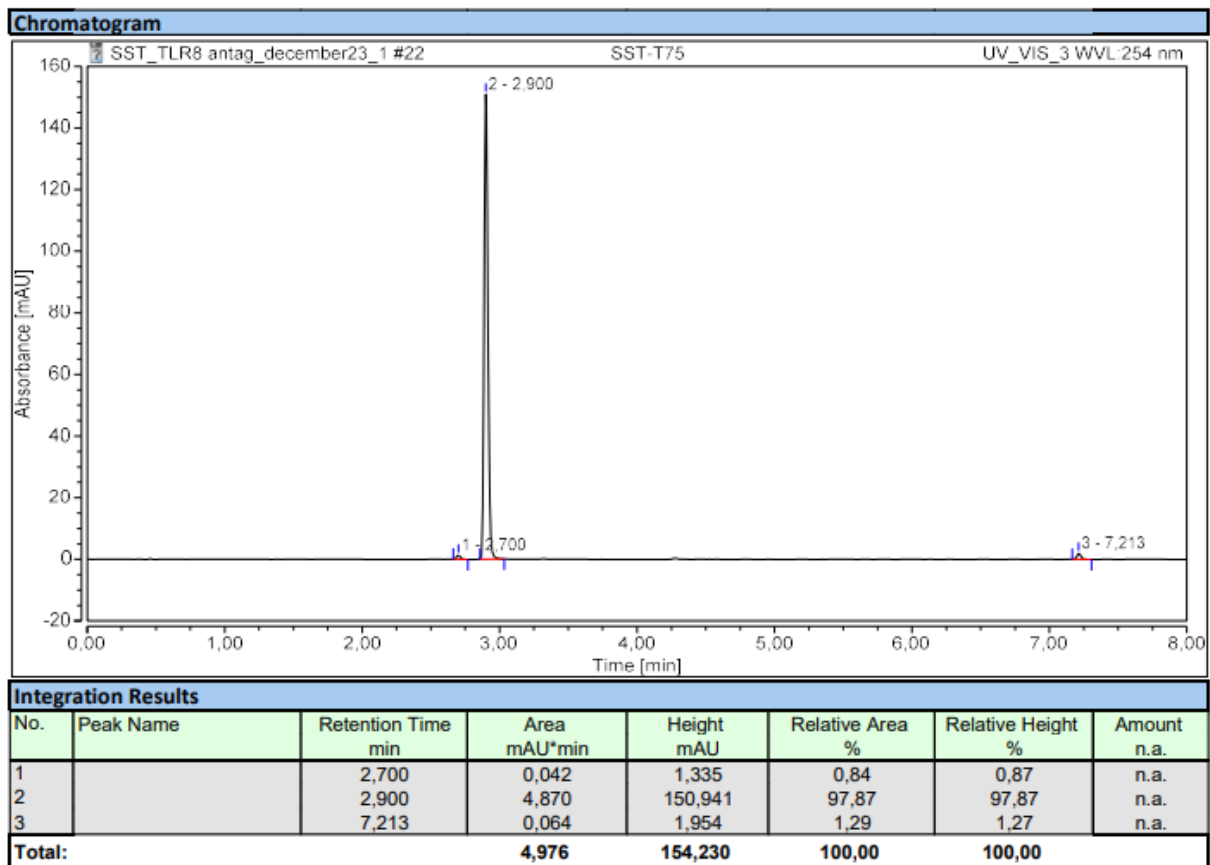 Chromatogram
SST_TLR8 antag_december23_1 #22 SST-T75 UV_VIS_3 WVL:254 nm
160
2 - 2,900
140
120
100
80
60
40
20
1 - 2,700
3 - 7,213
0
-20
Absorbance [mAU]
0,00 1,00 2,00 3,00 4,00 5,00 6,00 7,00 8,00
Time [min]
Integration Results
No. Peak Name Retention Time Area Height Relative Area Relative Height Amount
min mAU*min mAU % % n.a.
1 2,700 0,042 1,335 0,84 0,87 n.a.
2 2,900 4,870 150,941 97,87 97,87 n.a.
3 7,213 0,064 1,954 1,29 1,27 n.a.
Total: 4,976 154,230 100,00 100,00